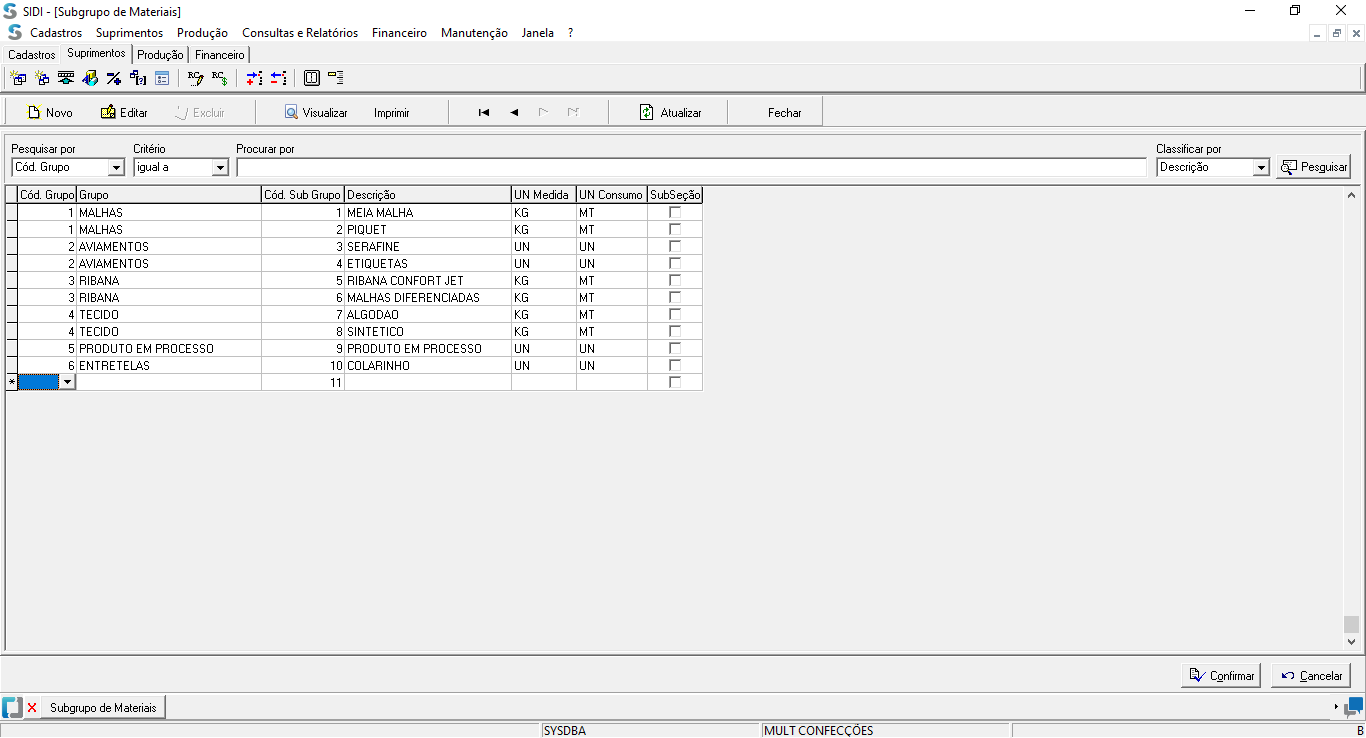 SIDI - [Subgrupo de Materiais]
Cadastros Suprimentos Produção Consultas e Relatórios Financeiro Manutenção Janela ?
Cadastros Suprimentos Produção Financeiro
Novo Editar Excluir Visualizar Imprimir Atualizar Fechar
Pesquisar por Critério Procurar por Classificar por
Cód. Grupo igual a Descrição Pesquisar
Cód. Grupo Grupo Cód. Sub Grupo Descrição UN Medida UN Consumo SubSeção
1 MALHAS 1 MEIA MALHA KG MT
1 MALHAS 2 PIQUET KG MT
2 AVIAMENTOS 3 SERAFINE UN UN
2 AVIAMENTOS 4 ETIQUETAS UN UN
3 RIBANA 5 RIBANA CONFORT JET KG MT
3 RIBANA 6 MALHAS DIFERENCIADAS KG MT
4 TECIDO 7 ALGODAO KG MT
4 TECIDO 8 SINTETICO KG MT
5 PRODUTO EM PROCESSO 9 PRODUTO EM PROCESSO UN UN
6 ENTRETELAS 10 COLARINHO UN UN
* 11
Confirmar Cancelar
Subgrupo de Materiais
SYSDBA MULT CONFECÇÕES B